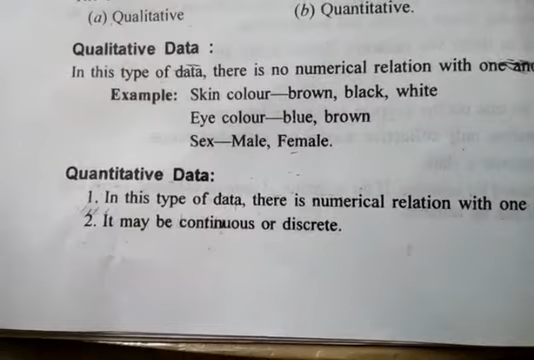 (a) Qualitative (b) Quantitative.
Qualitative Data :
In this type of data, there is no numerical relation with one
Example: Skin colour—brown, black, white
Eye colour—blue, brown
Sex—Male, Female.
Quantitative Data:
1. In this type of data, there is numerical relation with one
2. It may be continuous or discrete.